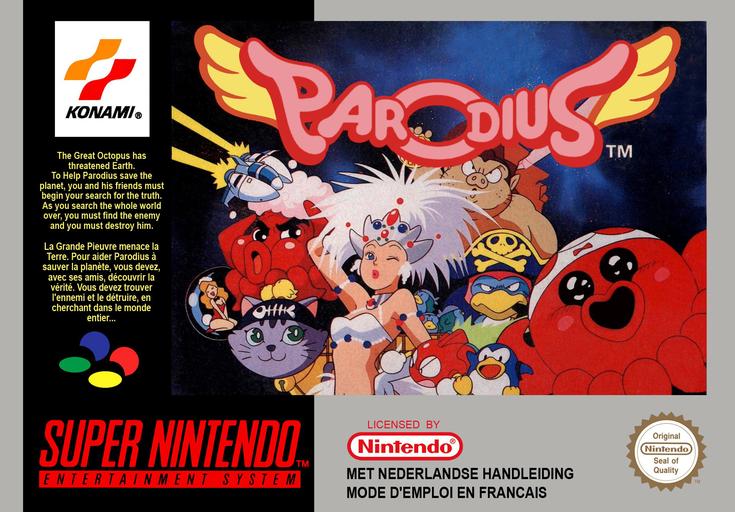 KONAMI®
PARODIUS
TM
The Great Octopus has
threatened Earth.
To Help Parodius save the
planet, you and his friends must
begin your search for the truth.
As you search the whole world
over, you must find the enemy
and you must destroy him.
La Grande Pieuvre menace la
Terre. Pour aider Parodius à
sauver la planète, vous devez,
avec ses amis, découvrir la
vérité. Vous devez trouver
l'ennemi et le détruire, en
cherchant dans le monde
entier...
SUPER NINTENDO TM
ENTERTAINMENT SYSTEM
LICENSED BY
Nintendo®
MET NEDERLANDSE HANDLEIDING
MODE D'EMPLOI EN FRANCAIS
Original
Nintendo
Seal of
Quality
TM